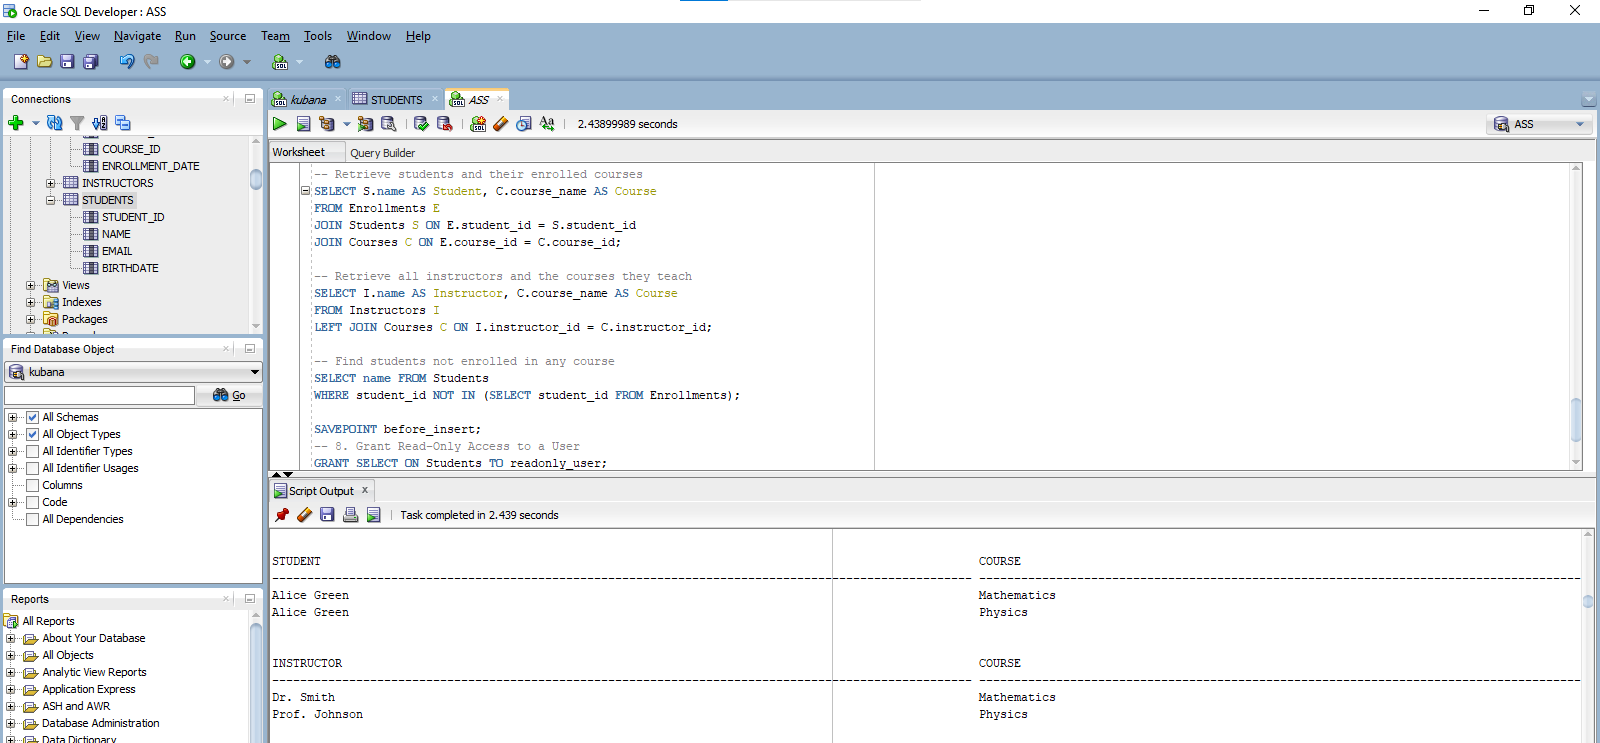 Oracle SQL Developer : ASS
File Edit View Navigate Run Source Team Tools Window Help
Connections
COURSE_ID
ENROLLMENT_DATE
INSTRUCTORS
STUDENTS
STUDENT_ID
NAME
EMAIL
BIRTHDATE
Views
Indexes
Packages
Find Database Object
kubana
Go
All Schemas
All Object Types
All Identifier Types
All Identifier Usages
Columns
Code
All Dependencies
Reports
All Reports
About Your Database
All Objects
Analytic View Reports
Application Express
ASH and AWR
Database Administration
Data Dictionary
kubana STUDENTS ASS
2.43899989 seconds
ASS
Worksheet Query Builder
-- Retrieve students and their enrolled courses
SELECT S.name AS Student, C.course_name AS Course
FROM Enrollments E
JOIN Students S ON E.student_id = S.student_id
JOIN Courses C ON E.course_id = C.course_id;
-- Retrieve all instructors and the courses they teach
SELECT I.name AS Instructor, C.course_name AS Course
FROM Instructors I
LEFT JOIN Courses C ON I.instructor_id = C.instructor_id;
-- Find students not enrolled in any course
SELECT name FROM Students
WHERE student_id NOT IN (SELECT student_id FROM Enrollments);
SAVEPOINT before_insert;
-- 8. Grant Read-Only Access to a User
GRANT SELECT ON Students TO readonly_user;
Script Output x
Task completed in 2.439 seconds
STUDENT COURSE
Alice Green Mathematics
Alice Green Physics
INSTRUCTOR COURSE
Dr. Smith Mathematics
Prof. Johnson Physics